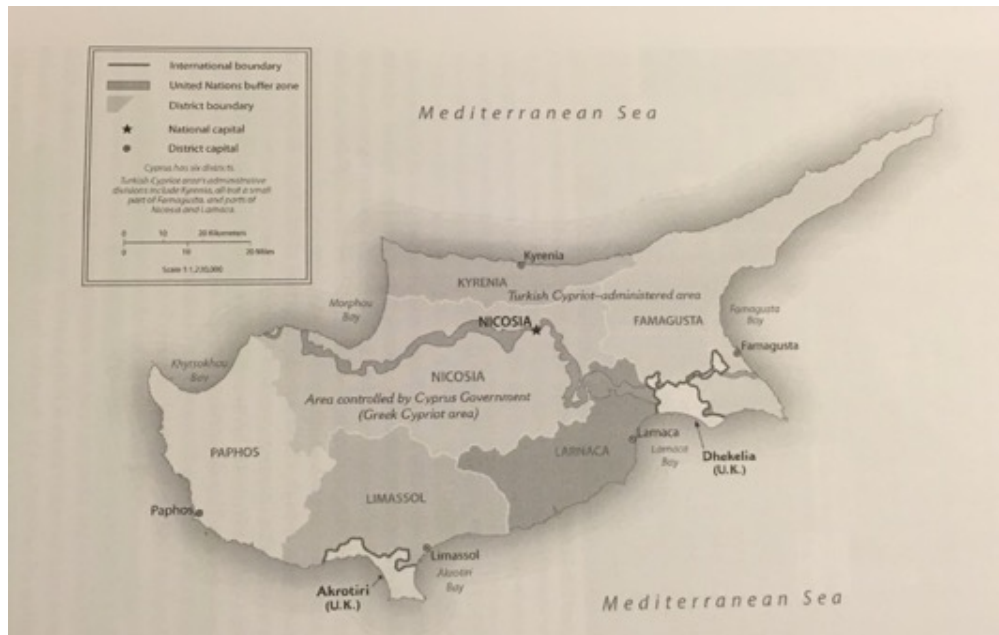 International boundary
United Nations buffer zone
District boundary
National capital
District capital
Cyprus has six districts.
Turkish Cypriot area's administrative
divisions include Kyrenia, all but a small
part of Famagusta, and parts of
Nicosia and Larnaca.
0 10 20 Kilometers
0 10 20 Miles
Scale 1:1,220,000
Mediterranean Sea
Kyrenia
KYRENIA
Turkish Cypriot–administered area
Morphou
Bay
NICOSIA
FAMAGUSTA
Famagusta
Bay
Famagusta
Khrysokhou
Bay
NICOSIA
Area controlled by Cyprus Government
(Greek Cypriot area)
PAPHOS
LARNACA
Larnaca
Larnaca
Bay
Dhekelia
(U.K.)
LIMASSOL
Paphos
Limassol
Akrotiri
Bay
Akrotiri
(U.K.)
Mediterranean Sea